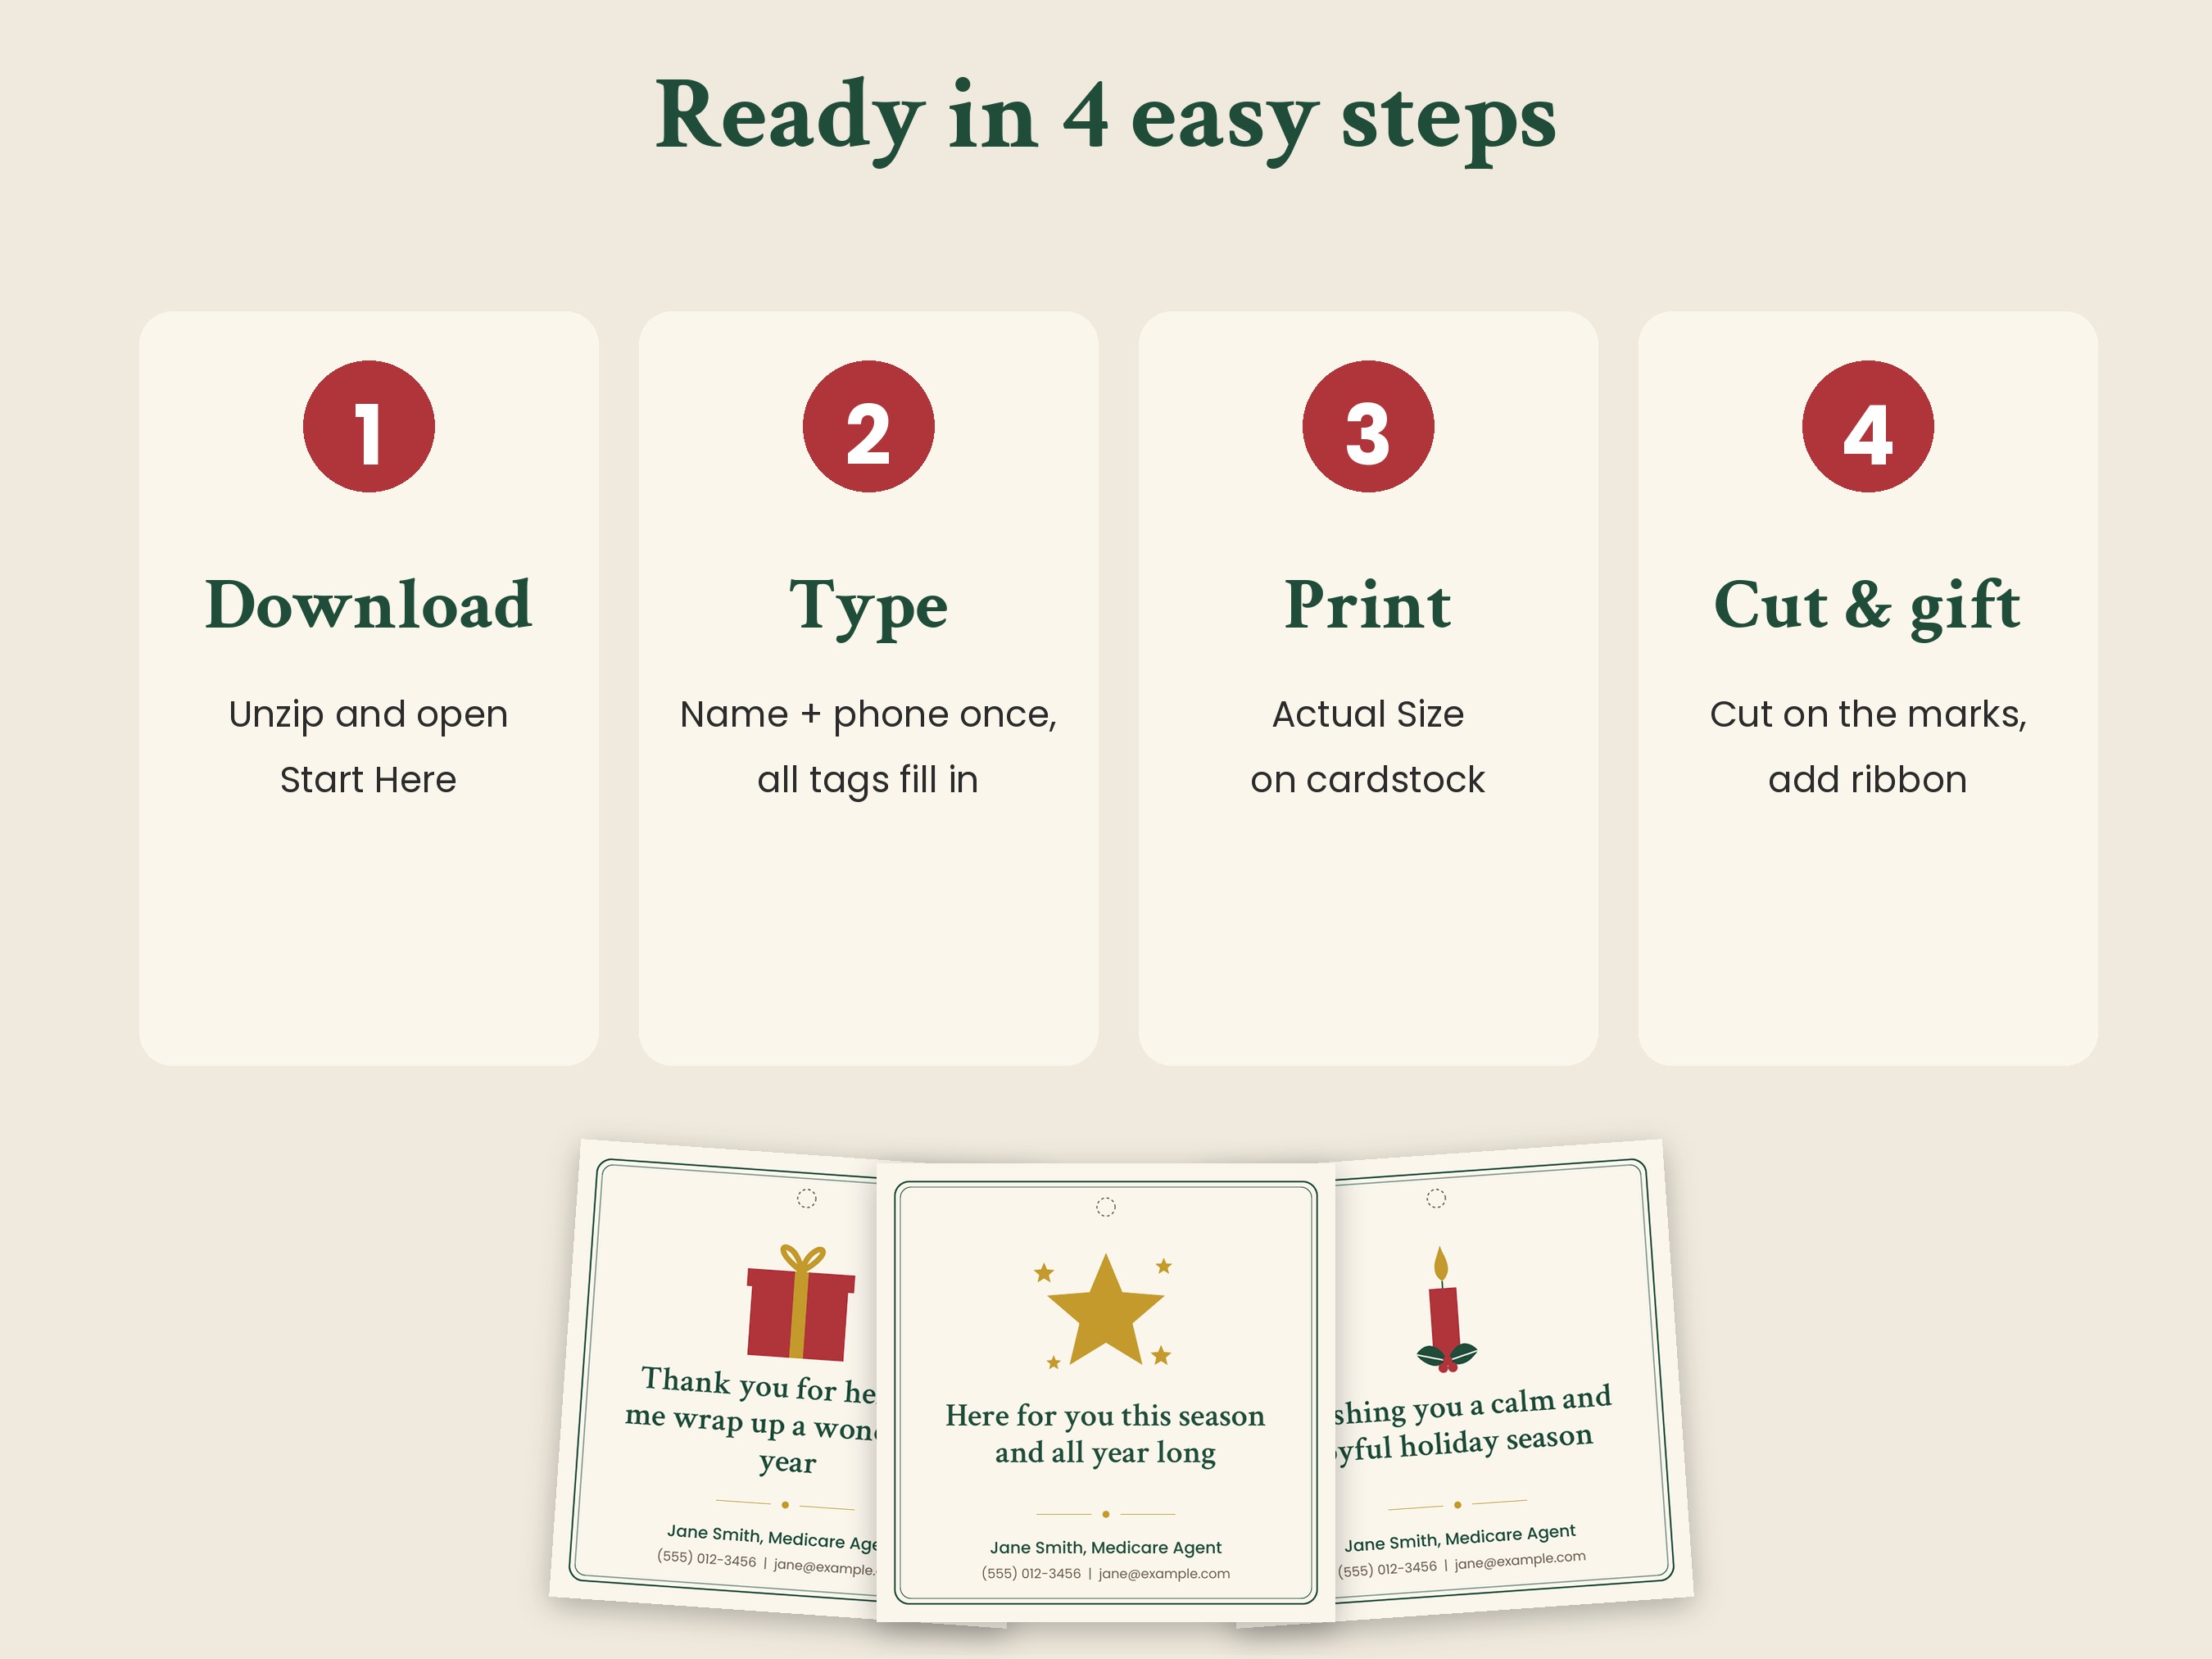 Ready in 4 easy steps
1
Download
Unzip and open
Start Here
2
Type
Name + phone once,
all tags fill in
3
Print
Actual Size
on cardstock
4
Cut & gift
Cut on the marks,
add ribbon
Thank you for he
me wrap up a won
year
Jane Smith, Medicare Age
(555) 012-3456 | jane@example.
Here for you this season
and all year long
Jane Smith, Medicare Agent
(555) 012-3456 | jane@example.com
shing you a calm and
yful holiday season
Jane Smith, Medicare Agent
(555) 012-3456 | jane@example.com